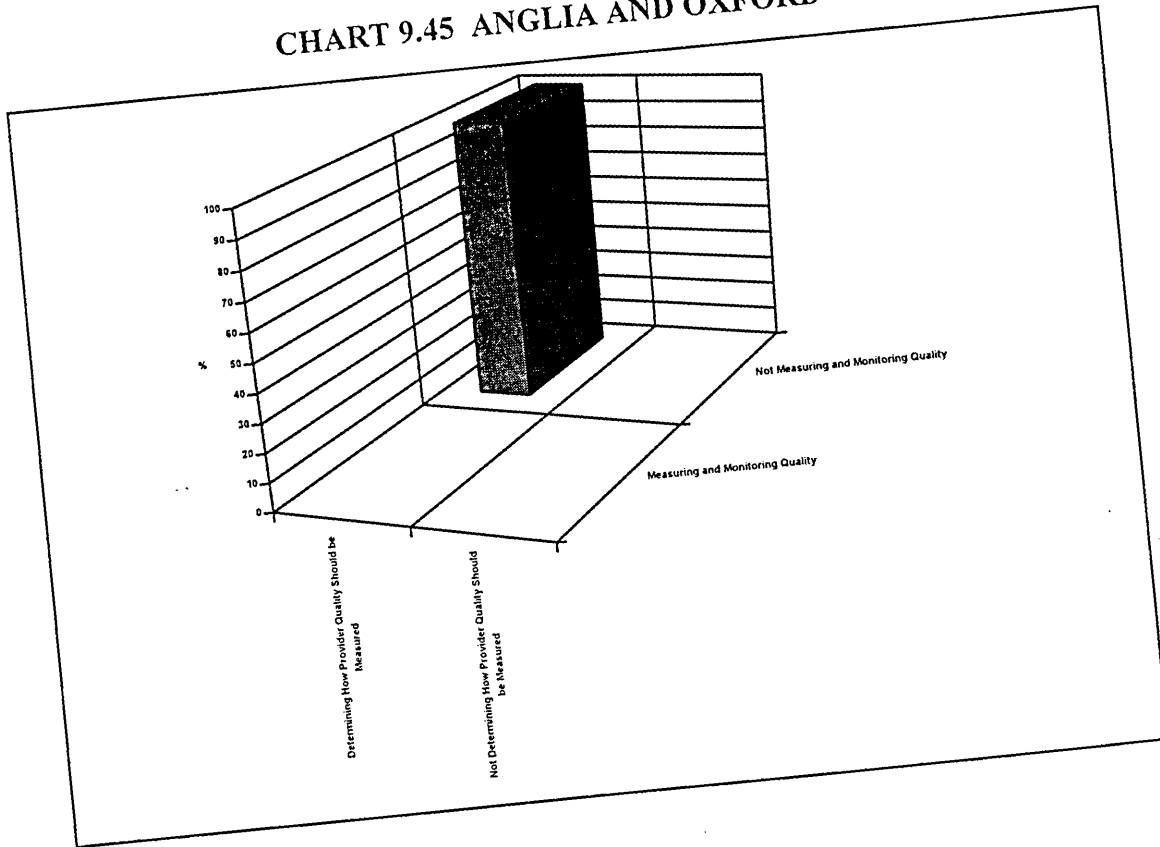 CHART 9.45 ANGLIA AND OXFORD
100
90
80
70
60
50
40
30
20
10
0
%
Not Measuring and Monitoring Quality
Measuring and Monitoring Quality
Determining How Provider Quality Should be
Measured
Not Determining How Provider Quality Should
be Measured